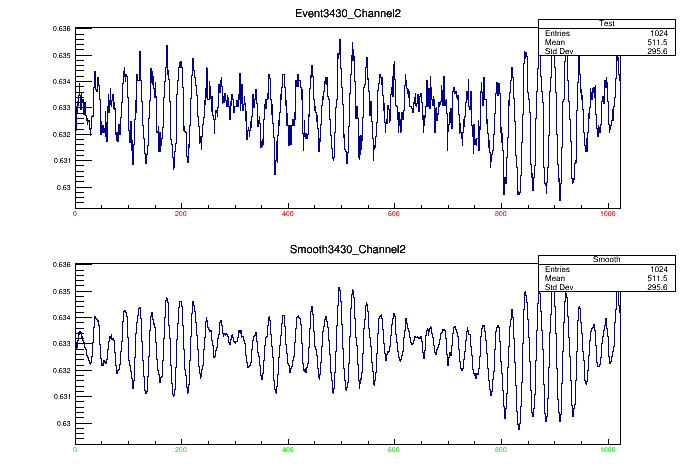 Event3430_Channel2
Test
Entries 1024
Mean 511.5
Std Dev 295.6
0.636
0.635
0.634
0.633
0.632
0.631
0.63
0 200 400 600 800 1000
Smooth3430_Channel2
Smooth
Entries 1024
Mean 511.5
Std Dev 295.6
0.636
0.635
0.634
0.633
0.632
0.631
0.63
0 200 400 600 800 1000